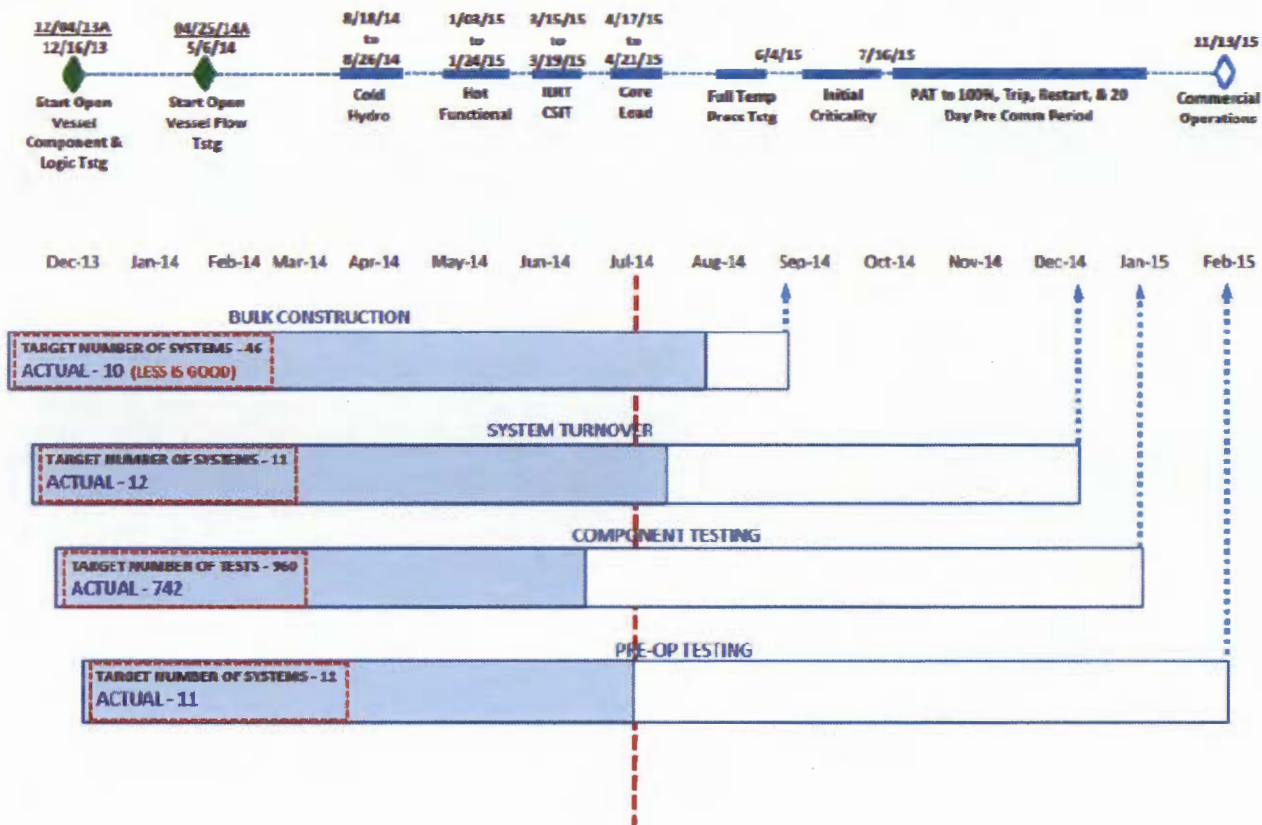 12/04/13A
12/16/13
Start Open
Vessel
Component &
Logic Tstg
04/25/14A
5/6/14
Start Open
Vessel Flow
Tstg
8/18/14
to
8/26/14
Cold
Hydro
1/03/15
to
1/24/15
Hot
Functional
3/15/15
to
3/19/15
ILRT
CSIT
4/17/15
to
4/21/15
Core
Load
6/4/15
Full Temp
Press Tstg
7/16/15
Initial
Criticality
PAT to 100%, Trip, Restart, & 20
Day Pre Comm Period
11/13/15
Commercial
Operations
Dec-13 Jan-14 Feb-14 Mar-14 Apr-14 May-14 Jun-14 Jul-14 Aug-14 Sep-14 Oct-14 Nov-14 Dec-14 Jan-15 Feb-15
BULK CONSTRUCTION
TARGET NUMBER OF SYSTEMS - 46
ACTUAL - 10 (LESS IS GOOD)
SYSTEM TURNOVER
TARGET NUMBER OF SYSTEMS - 11
ACTUAL - 12
COMPONENT TESTING
TARGET NUMBER OF TESTS - 960
ACTUAL - 742
PRE-OP TESTING
TARGET NUMBER OF SYSTEMS -
ACTUAL - 11